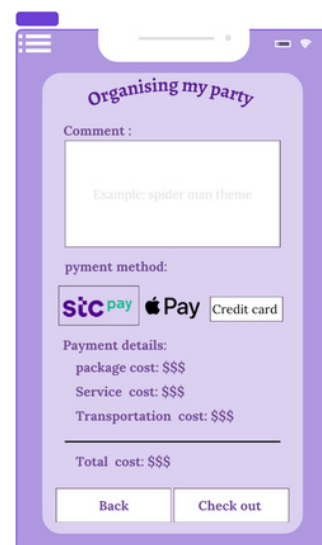 Organising my party
Comment :
Example: spider man theme
pyment method:
stc pay Pay Credit card
Payment details:
package cost: $$$
Service cost: $$$
Transportation cost: $$$
Total cost: $$$
Back Check out